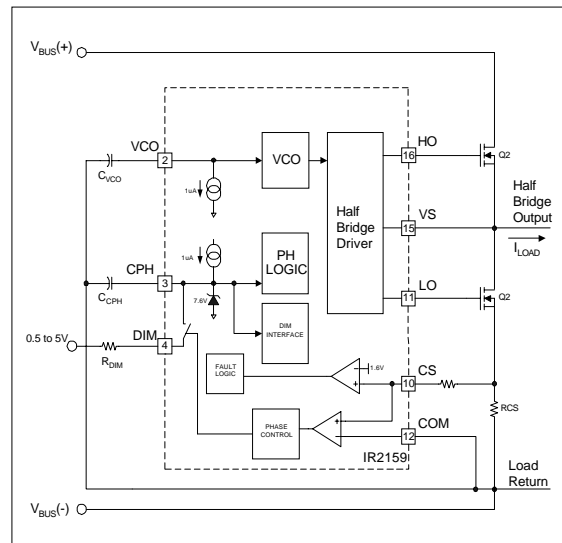 VBUS(+)
VCO
2
VCO
HO
16
Q2
CVCO
1uA
Half
Bridge
Driver
VS
15
Half
Bridge
Output
ILOAD
CPH
3
1uA
PH
LOGIC
CCPH
7.6V
LO
11
Q2
DIM
INTERFACE
0.5 to 5V
DIM
4
RDIM
FAULT
LOGIC
1.6V
+
CS
10
RCS
PHASE
CONTROL
+
COM
12
IR2159
Load
Return
VBUS(-)